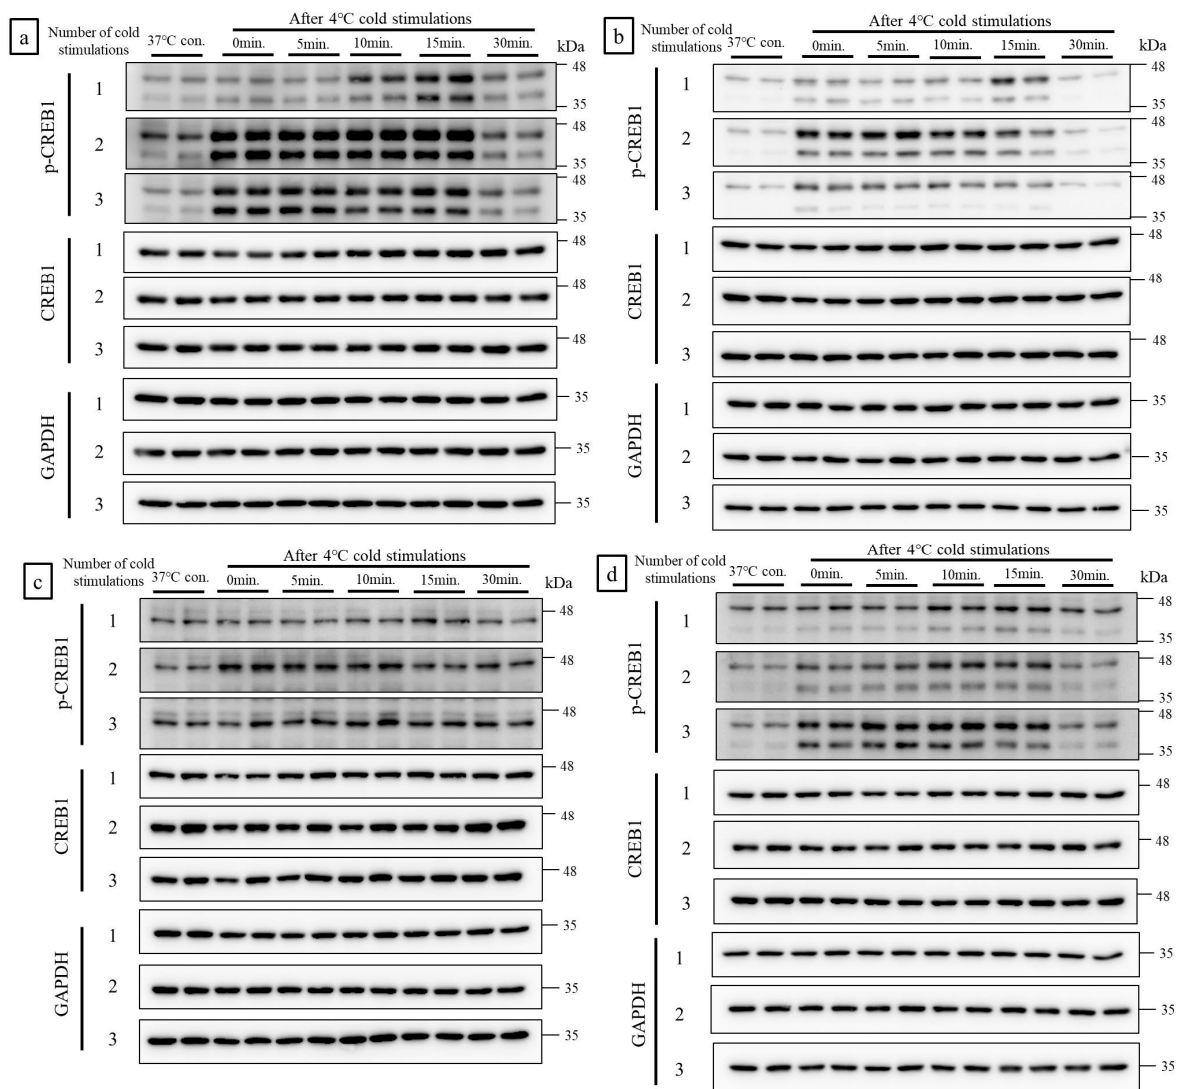 a
Number of cold
stimulations
37℃ con.
After 4℃ cold stimulations
0min.
5min.
10min.
15min.
30min.
kDa
p-CREB1
1
48
35
2
48
35
3
48
35
CREB1
1
48
2
48
3
48
GAPDH
1
35
2
35
3
35
b
Number of cold
stimulations
37℃ con.
After 4℃ cold stimulations
0min.
5min.
10min.
15min.
30min.
kDa
p-CREB1
1
48
35
2
48
35
3
48
35
CREB1
1
48
2
48
3
48
GAPDH
1
35
2
35
3
35
c
Number of cold
stimulations
37℃ con.
After 4℃ cold stimulations
0min.
5min.
10min.
15min.
30min.
kDa
p-CREB1
1
48
2
48
3
48
CREB1
1
48
2
48
3
48
GAPDH
1
35
2
35
3
35
d
Number of cold
stimulations
37℃ con.
After 4℃ cold stimulations
0min.
5min.
10min.
15min.
30min.
kDa
p-CREB1
1
48
35
2
48
35
3
48
35
CREB1
1
48
2
48
3
48
GAPDH
1
35
2
35
3
35